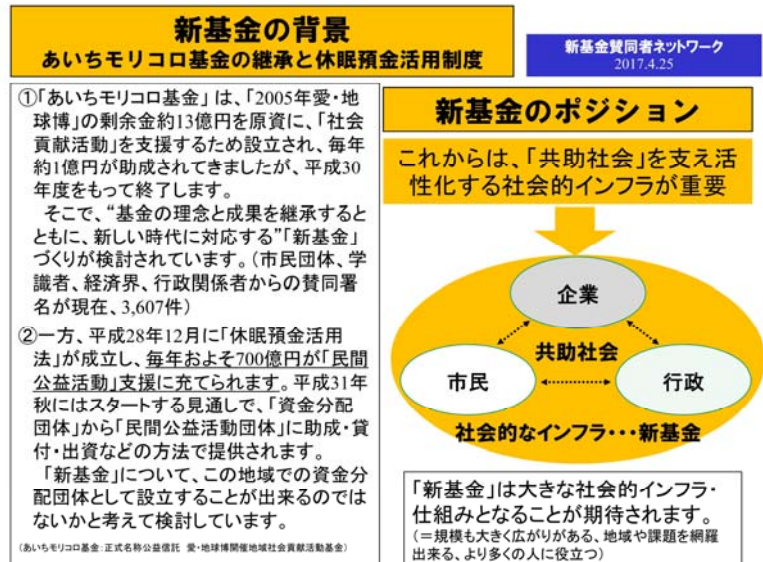 新基金の背景
あいちモリコロ基金の継承と休眠預金活用制度
新基金賛同者ネットワーク
2017.4.25
①「あいちモリコロ基金」は、「2005年愛・地
球博」の剰余金約13億円を原資に、「社会
貢献活動」を支援するため設立され、毎年
約1億円が助成されてきましたが、平成30
年度をもって終了します。
そこで、“基金の理念と成果を継承すると
ともに、新しい時代に対応する”「新基金」
づくりが検討されています。（市民団体、学
識者、経済界、行政関係者からの賛同署
名が現在、3,607件）
②一方、平成28年12月に「休眠預金活用
法」が成立し、毎年およそ700億円が「民間
公益活動」支援に充てられます。平成31年
秋にはスタートする見通しで、「資金分配
団体」から「民間公益活動団体」に助成・貸
付・出資などの方法で提供されます。
「新基金」について、この地域での資金分
配団体として設立することが出来るのでは
ないかと考えて検討しています。
（あいちモリコロ基金：正式名称公益信託 愛・地球博開催地域社会貢献活動基金）
新基金のポジション
これからは、「共助社会」を支え活
性化する社会的インフラが重要
企業
共助社会
市民
行政
社会的なインフラ・・・新基金
「新基金」は大きな社会的インフラ・
仕組みとなることが期待されます。
（＝規模も大きく広がりがある、地域や課題を網羅
出来る、より多くの人に役立つ）